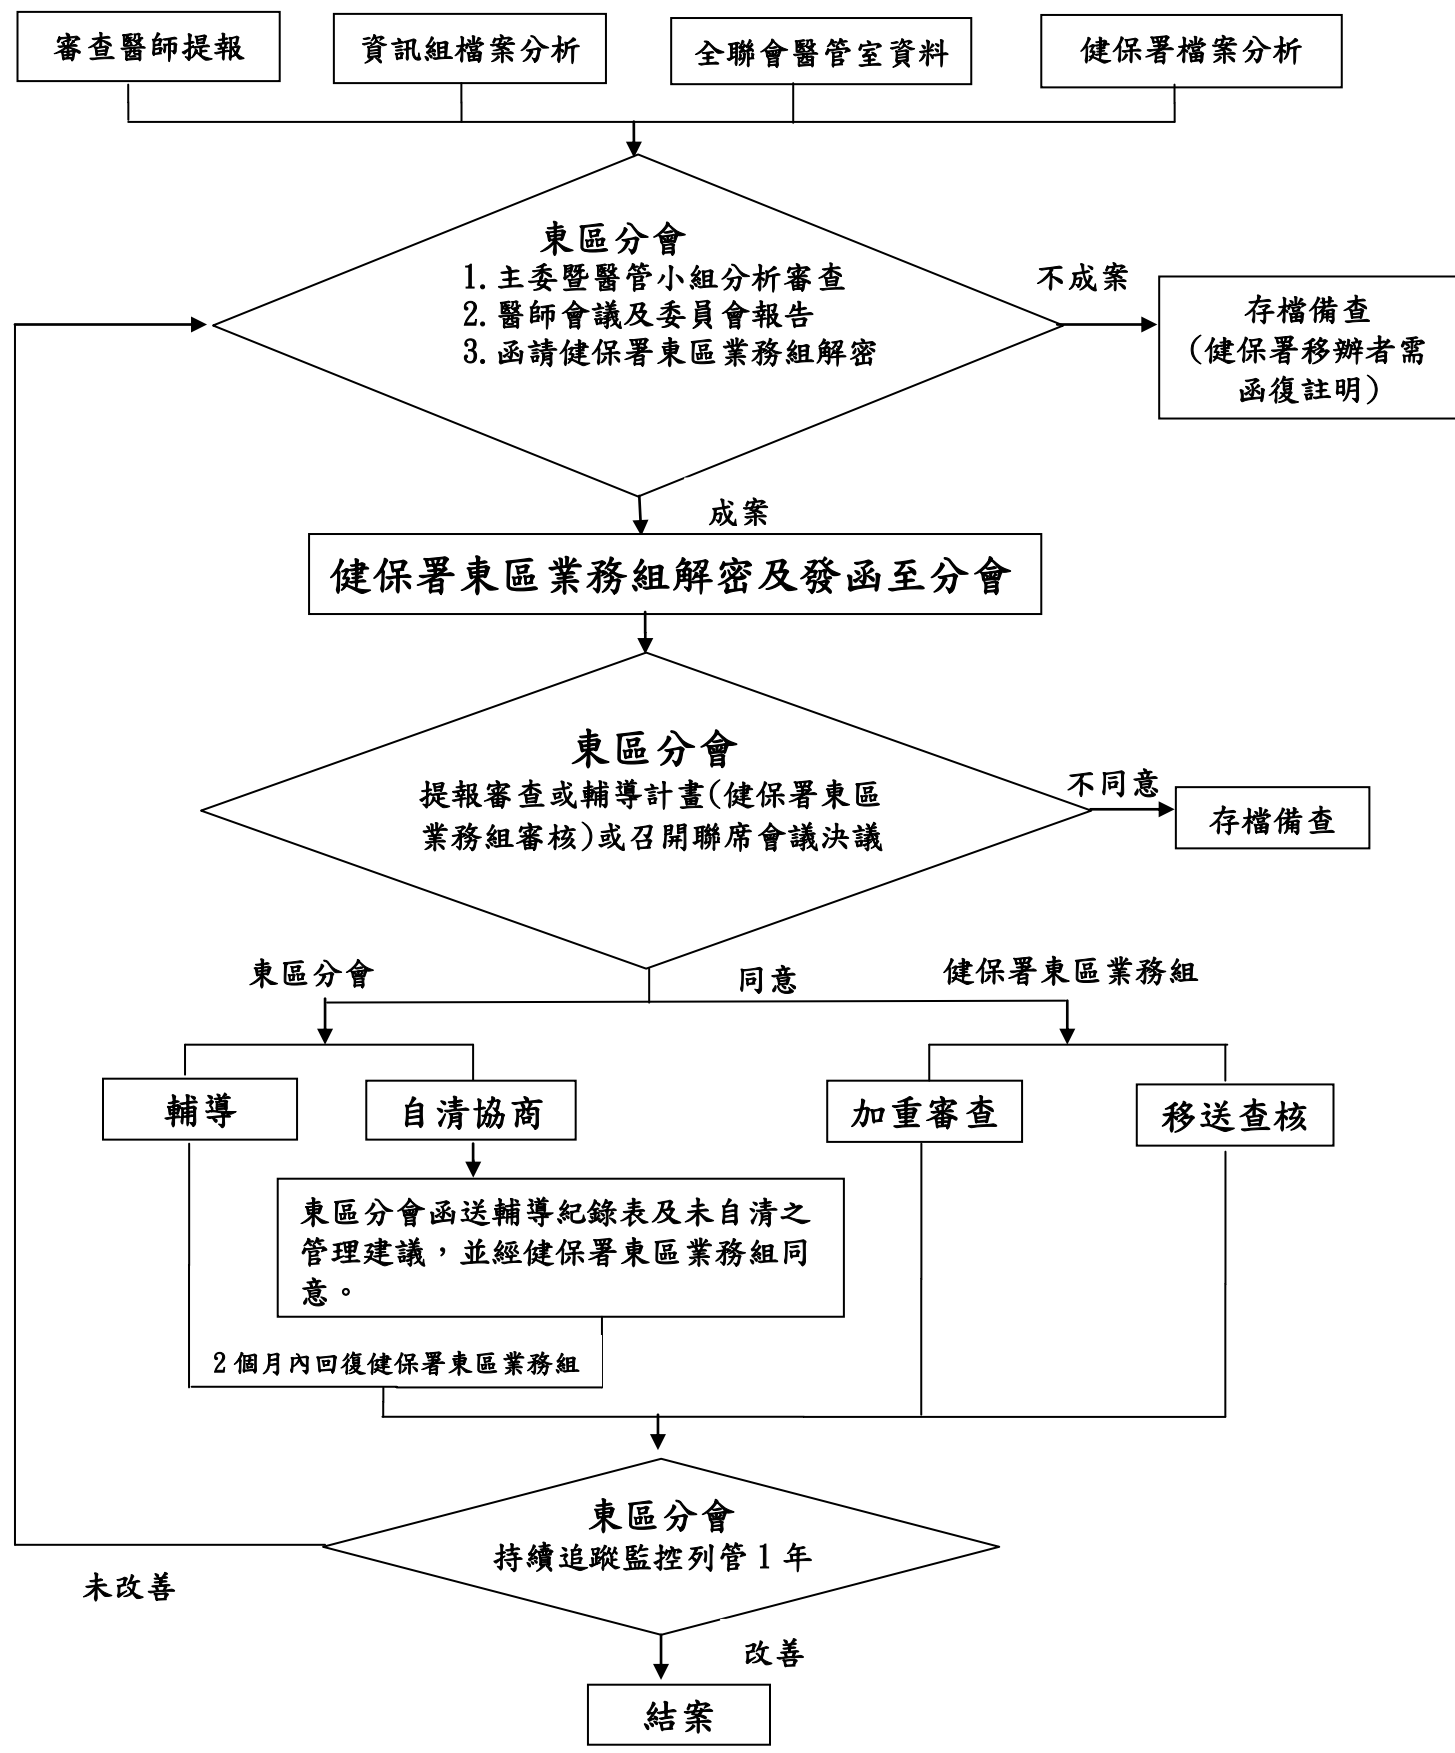 審查醫師提報
資訊組檔案分析
全聯會醫管室資料
健保署檔案分析
東區分會
1.主委暨醫管小組分析審查
2.醫師會議及委員會報告
3.函請健保署東區業務組解密
不成案
存檔備查
(健保署移辦者需
函復註明)
成案
健保署東區業務組解密及發函至分會
東區分會
提報審查或輔導計畫(健保署東區
業務組審核)或召開聯席會議決議
不同意
存檔備查
東區分會
同意
健保署東區業務組
輔導
自清協商
加重審查
移送查核
東區分會函送輔導紀錄表及未自清之
管理建議，並經健保署東區業務組同
意。
2個月內回復健保署東區業務組
東區分會
持續追蹤監控列管1年
未改善
改善
結案